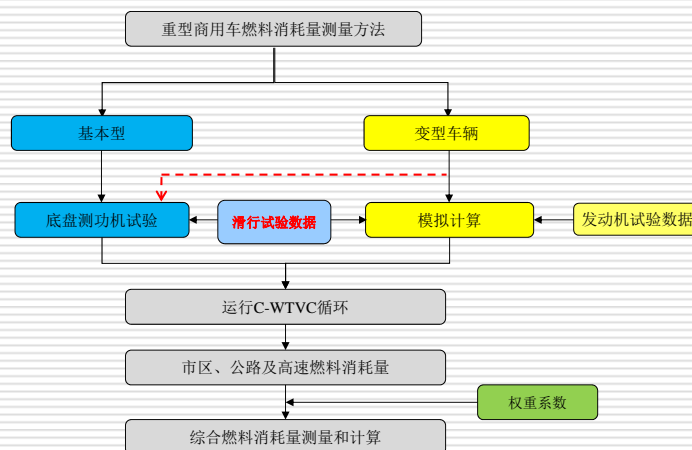 重型商用车燃料消耗量测量方法
基本型
变型车辆
底盘测功机试验
滑行试验数据
模拟计算
发动机试验数据
运行C-WTVC循环
市区、公路及高速燃料消耗量
权重系数
综合燃料消耗量测量和计算